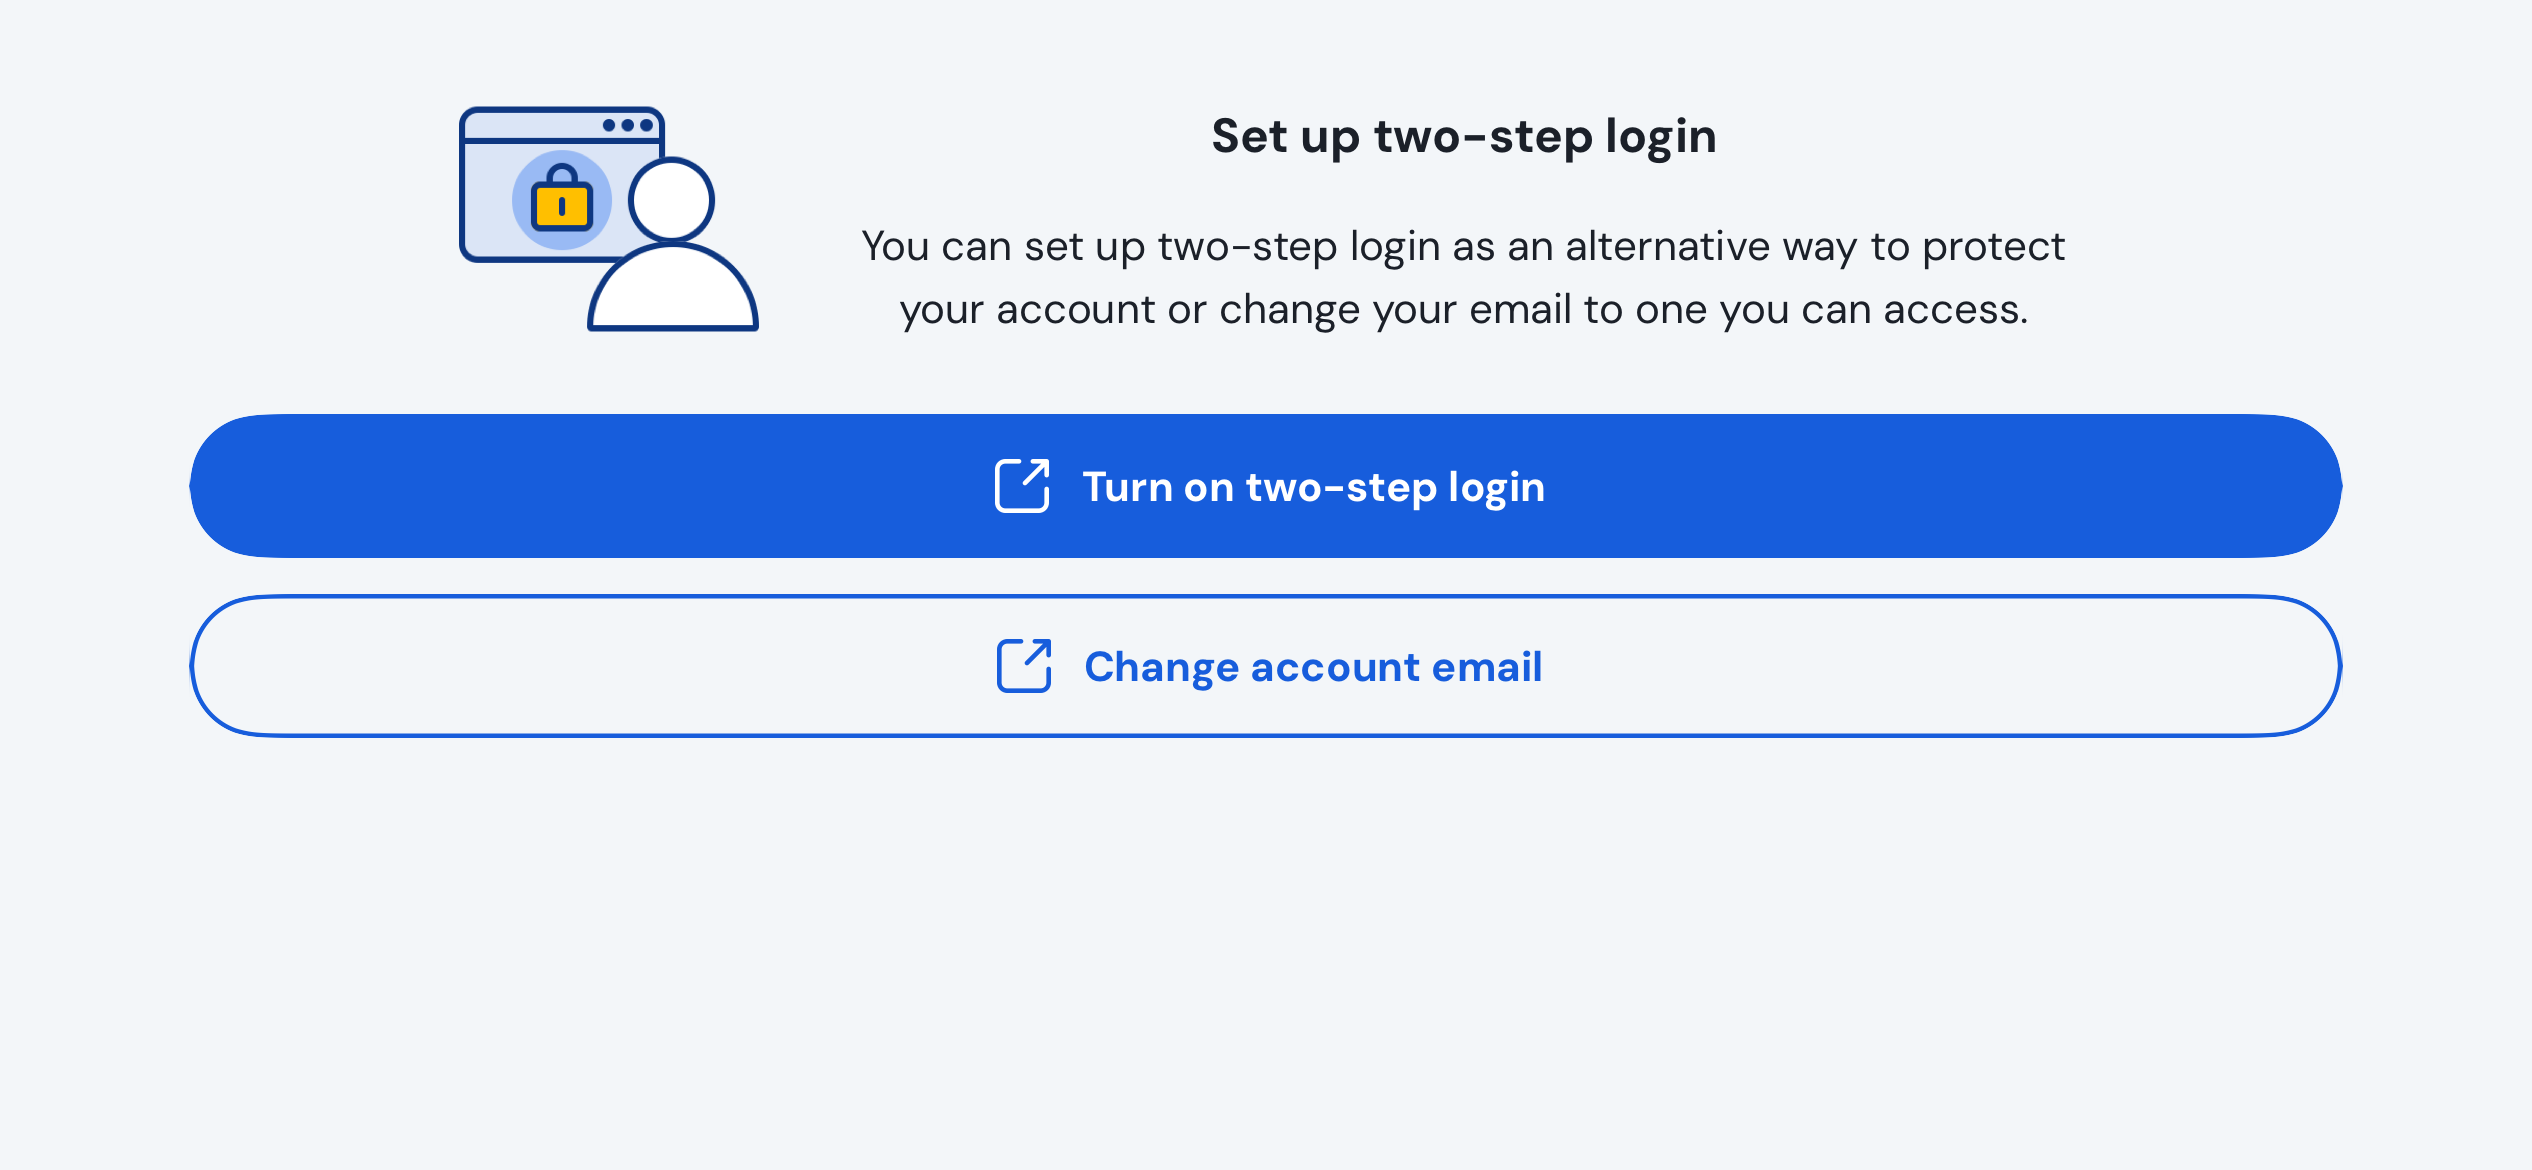 Set up two-step login
You can set up two-step login as an alternative way to protect
your account or change your email to one you can access.
Turn on two-step login
Change account email